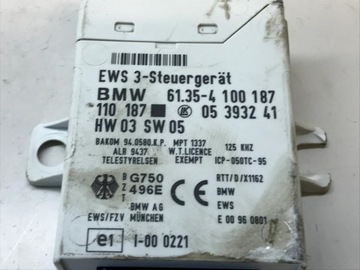 EWS 3-Steuergerät
BMW 61.35-4 100 187
110 187 05 3932 41
HW 03 SW 05
BAKOM 94.0580.K.P. MPT 1337 125 KHZ
ALR 9437 W.T.LICENCE
TELESTYRELSEN EXEMPT ICP-050TC-95
B Z T G750 496E RTT/D/X1162
BMW
BMW AG EWS
EWS/FZV MÜNCHEN E 00 96 0801
e1 I-00 0221